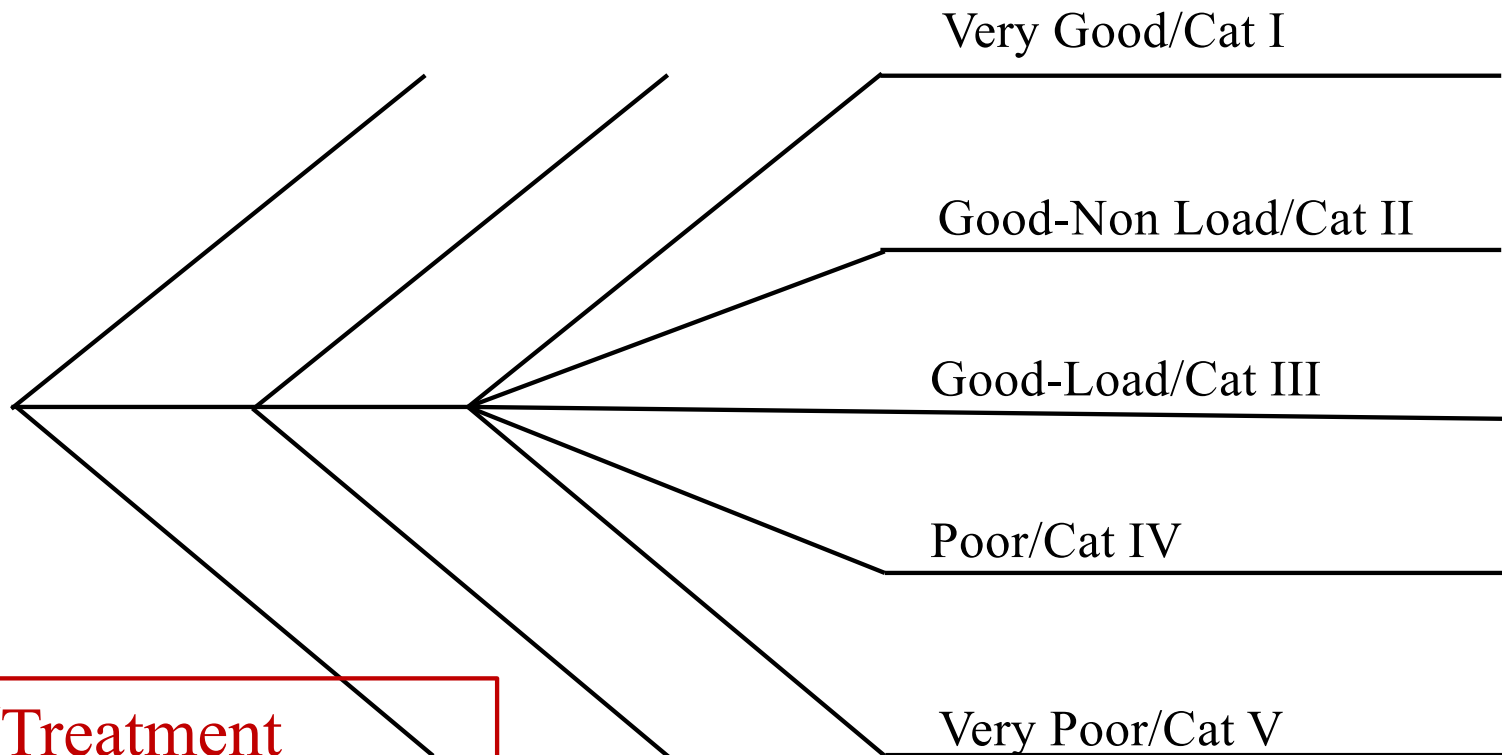 Very Good/Cat I
Good-Non Load/Cat II
Good-Load/Cat III
Poor/Cat IV
Very Poor/Cat V
Treatment